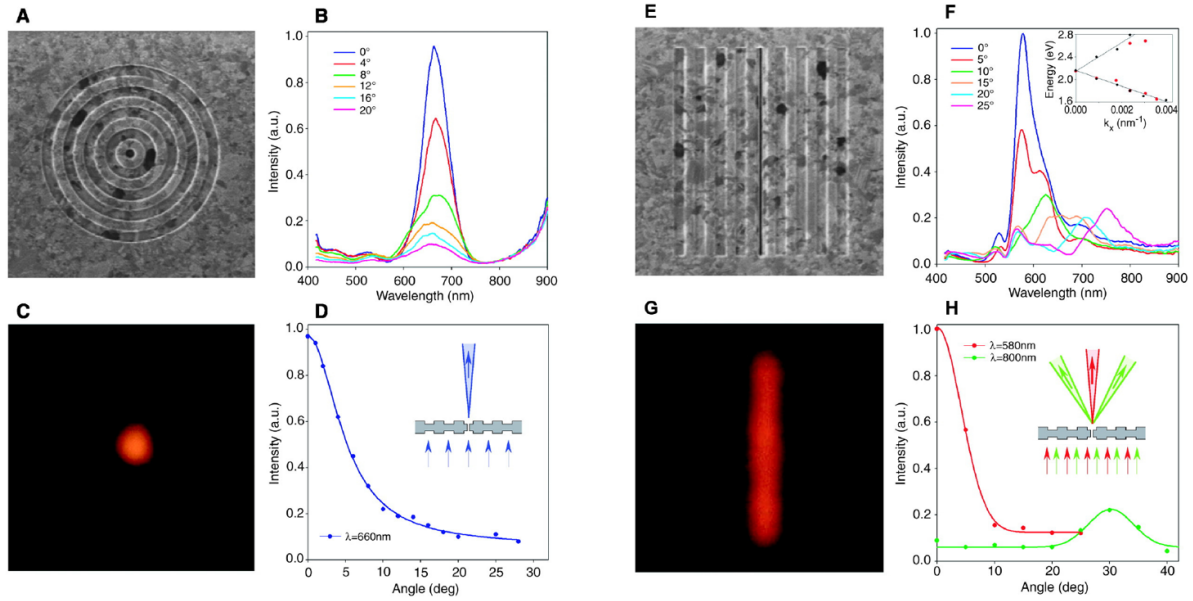 A
B
0°
4°
8°
12°
16°
20°
Intensity (a.u.)
1.0
0.8
0.6
0.4
0.2
0.0
400 500 600 700 800 900
Wavelength (nm)
C
D
Intensity (a.u.)
1.0
0.8
0.6
0.4
0.2
0.0
λ=660nm
0 5 10 15 20 25 30
Angle (deg)
E
F
0°
5°
10°
15°
20°
25°
Intensity (a.u.)
1.0
0.8
0.6
0.4
0.2
0.0
400 500 600 700 800 900
Wavelength (nm)
Energy (eV)
2.8
2.4
2.0
1.6
0.000 0.002 0.004
kx (nm-1)
G
H
λ=580nm
λ=800nm
Intensity (a.u.)
1.0
0.8
0.6
0.4
0.2
0.0
0 10 20 30 40
Angle (deg)